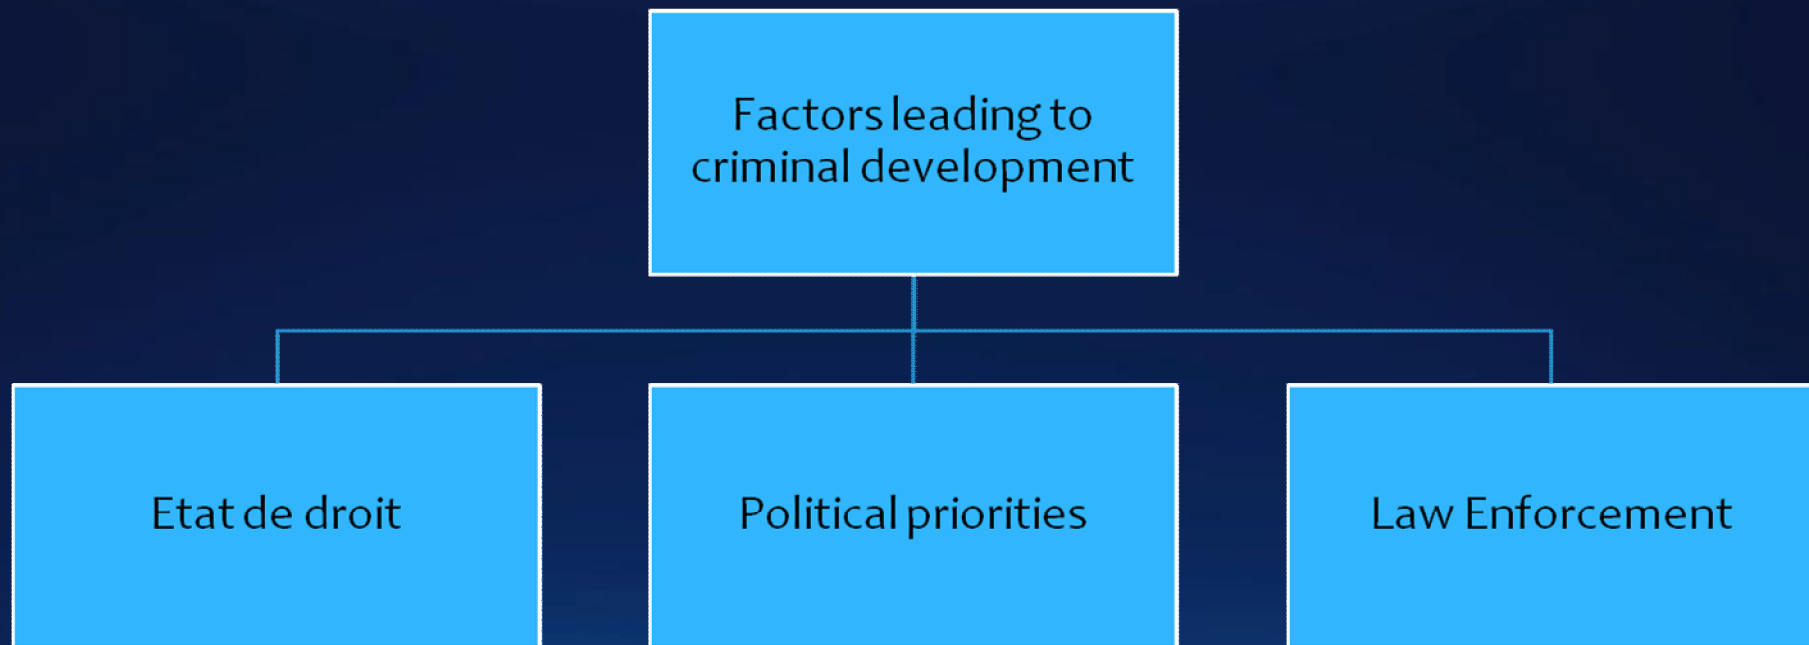 Factors leading to
criminal development
Etat de droit
Political priorities
Law Enforcement